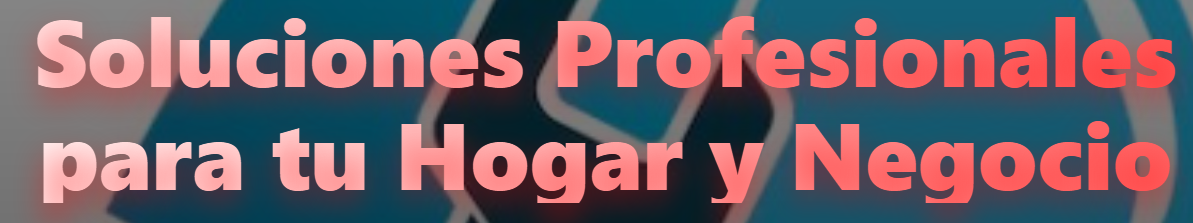 Soluciones Profesionales
para tu Hogar y Negocio